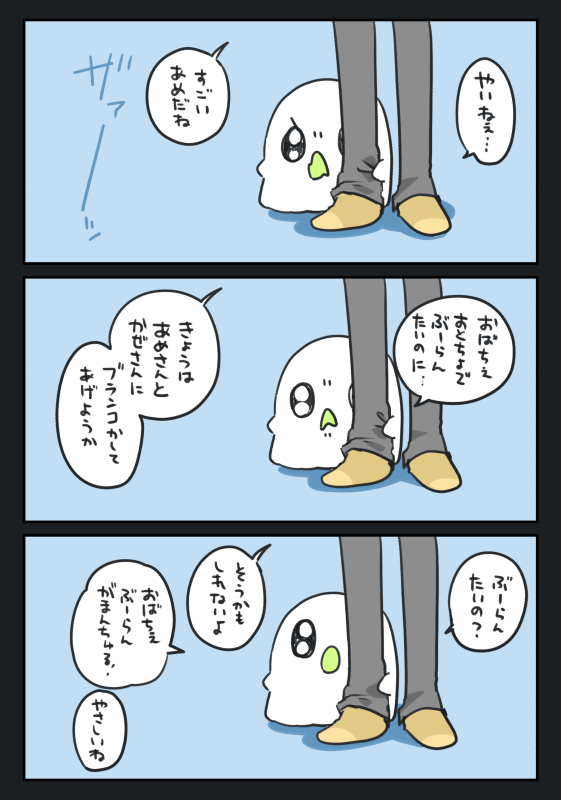 やいねぇ…
すごい
あめだね
ザァーッ
おばちぇ
おとちょで
ぶーらん
たいのに…
きょうは
あめさんと
かぜさんに
ブランコかして
あげようか
ぶーらん
たいの？
そうかも
しれないよ
おばちぇ
ぶーらん
がまんちゅる！
やさしいね